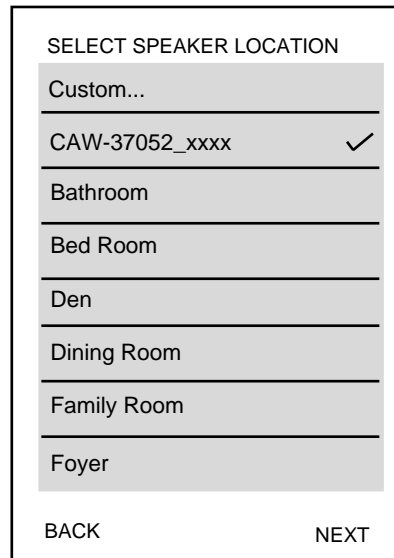 SELECT SPEAKER LOCATION
Custom...
CAW-37052_xxxx
Bathroom
Bed Room
Den
Dining Room
Family Room
Foyer
BACK NEXT